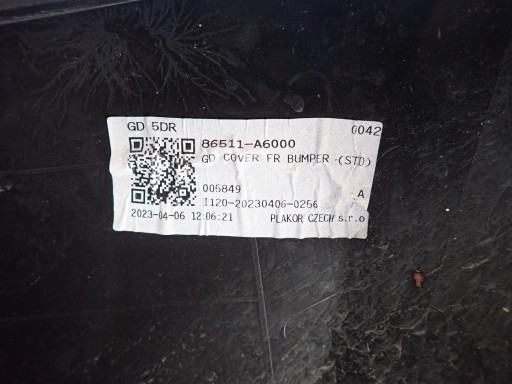 GD 5DR 0042
86511-A6000
GD COVER FR BUMPER (STD)
005849 A
I120-20230406-0256
2023-04-06 12:06:21 PLAKOR CZECH s.r.o